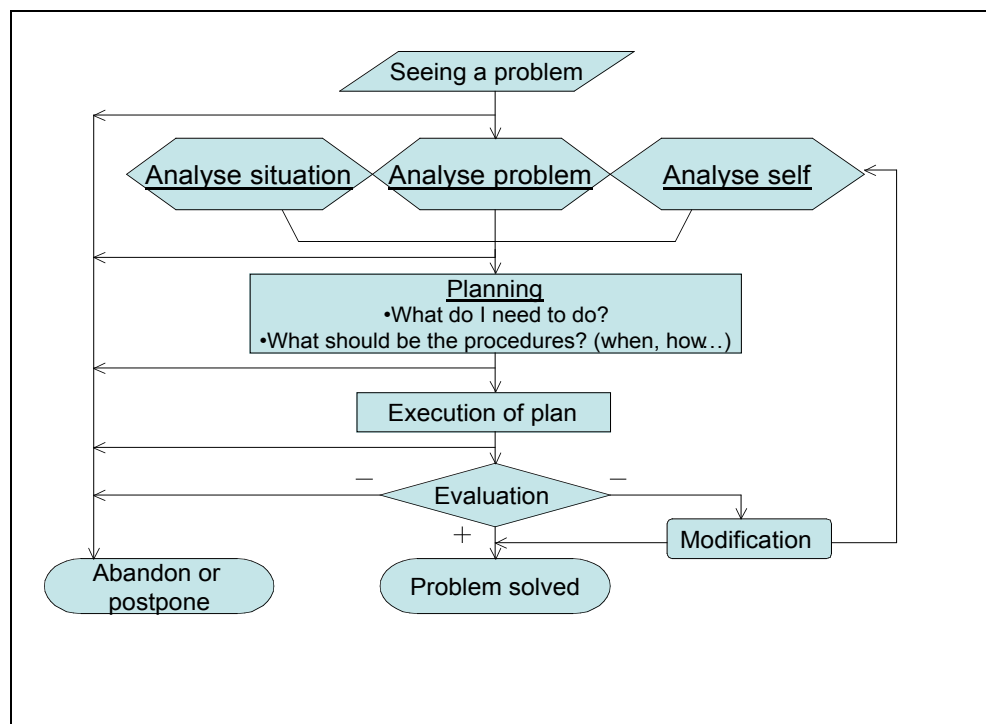 Seeing a problem
Analyse situation
Analyse problem
Analyse self
Planning
•What do I need to do?
•What should be the procedures? (when, how…)
Execution of plan
— Evaluation —
+
Modification
Abandon or
postpone
Problem solved